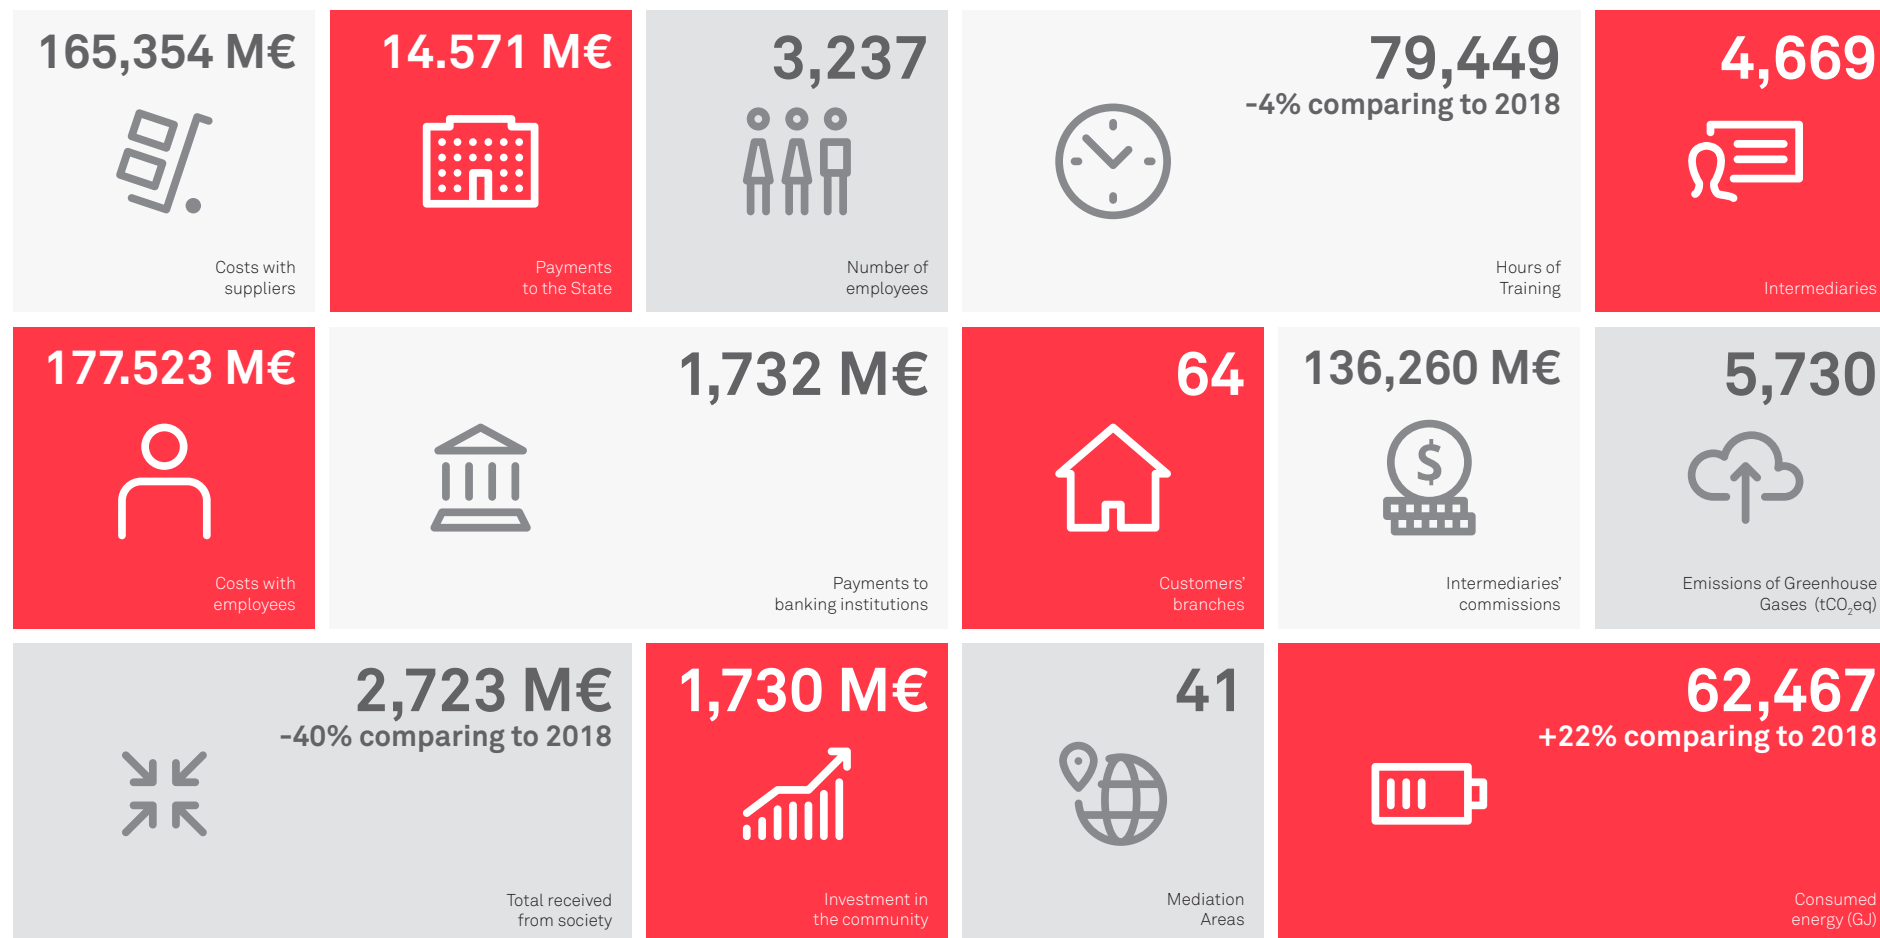 165,354 M€
Costs with
suppliers
14.571 M€
Payments
to the State
3,237
Number of
employees
79,449
-4% comparing to 2018
Hours of
Training
4,669
Intermediaries
177.523 M€
Costs with
employees
1,732 M€
Payments to
banking institutions
64
Customers’
branches
136,260 M€
$
Intermediaries’
commissions
5,730
Emissions of Greenhouse
Gases (tCO₂eq)
2,723 M€
-40% comparing to 2018
Total received
from society
1,730 M€
Investment in
the community
41
Mediation
Areas
62,467
+22% comparing to 2018
Consumed
energy (GJ)